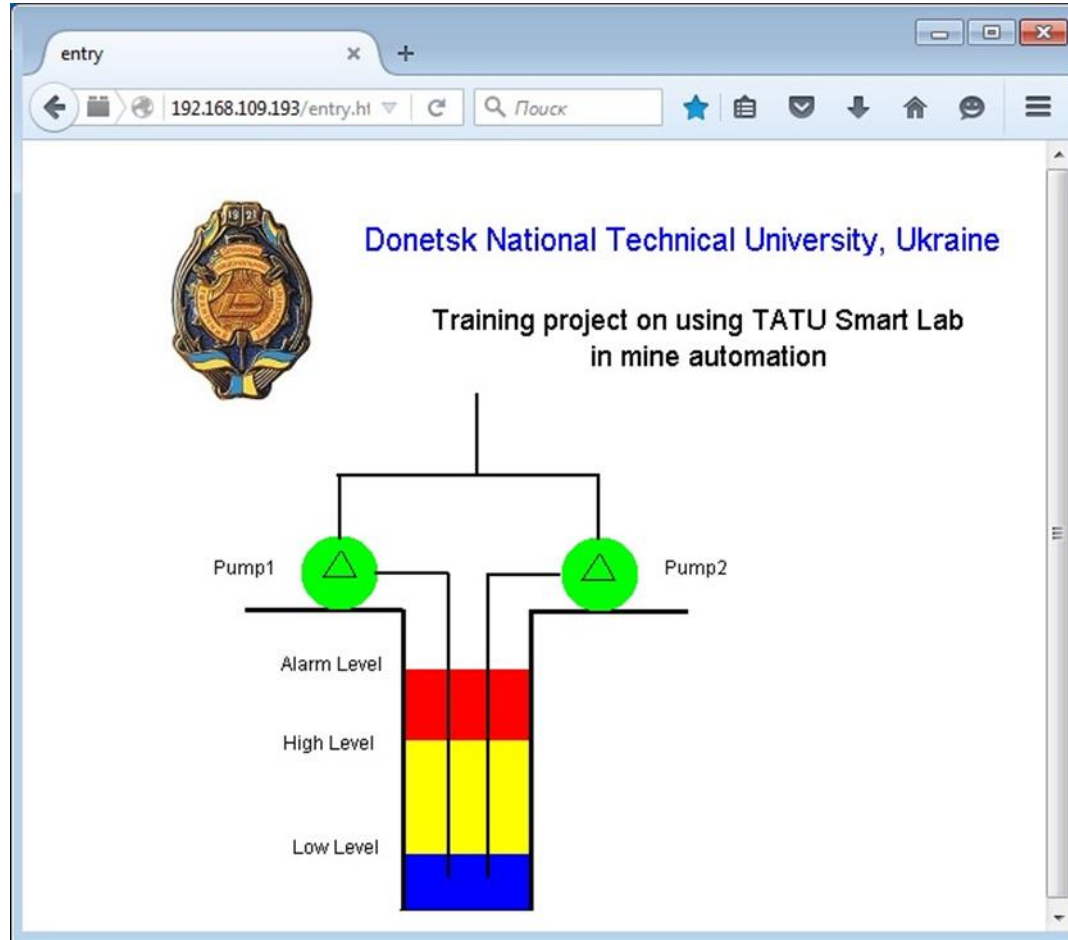 entry
192.168.109.193/entry.ht
Поиск
1921
Donetsk National Technical University, Ukraine
Training project on using TATU Smart Lab
in mine automation
Pump1
Pump2
Alarm Level
High Level
Low Level